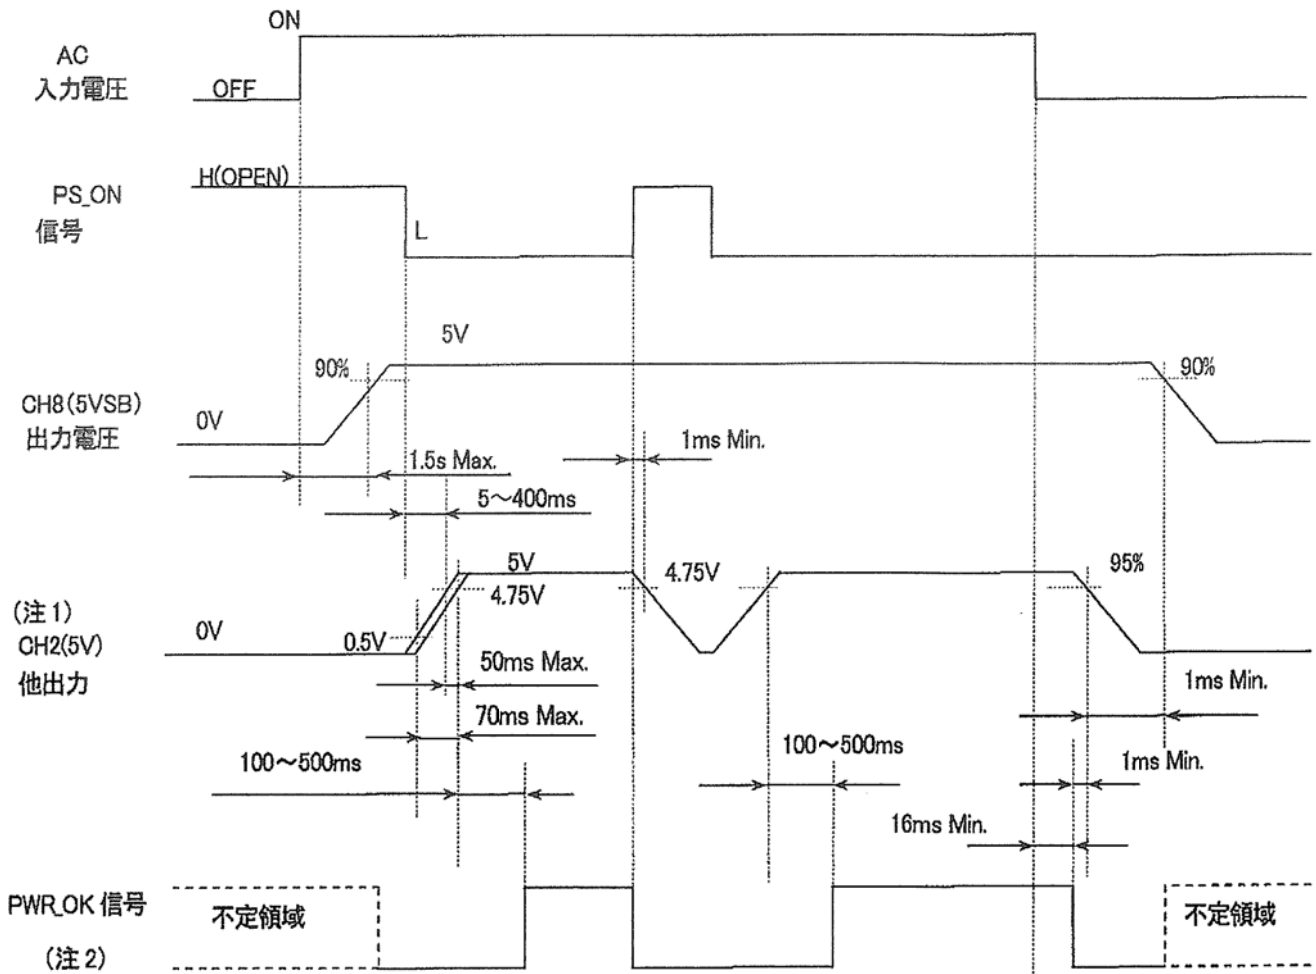 ON
AC
入力電圧
OFF
H(OPEN)
PS_ON
信号
L
5V
90%
90%
CH8(5VSB)
出力電圧
0V
1ms Min.
1.5s Max.
5～400ms
5V
4.75V
4.75V
95%
(注1)
CH2(5V)
他出力
0V
0.5V
50ms Max.
1ms Min.
70ms Max.
100～500ms
100～500ms
1ms Min.
16ms Min.
PWR_OK 信号
(注2)
不定領域
不定領域